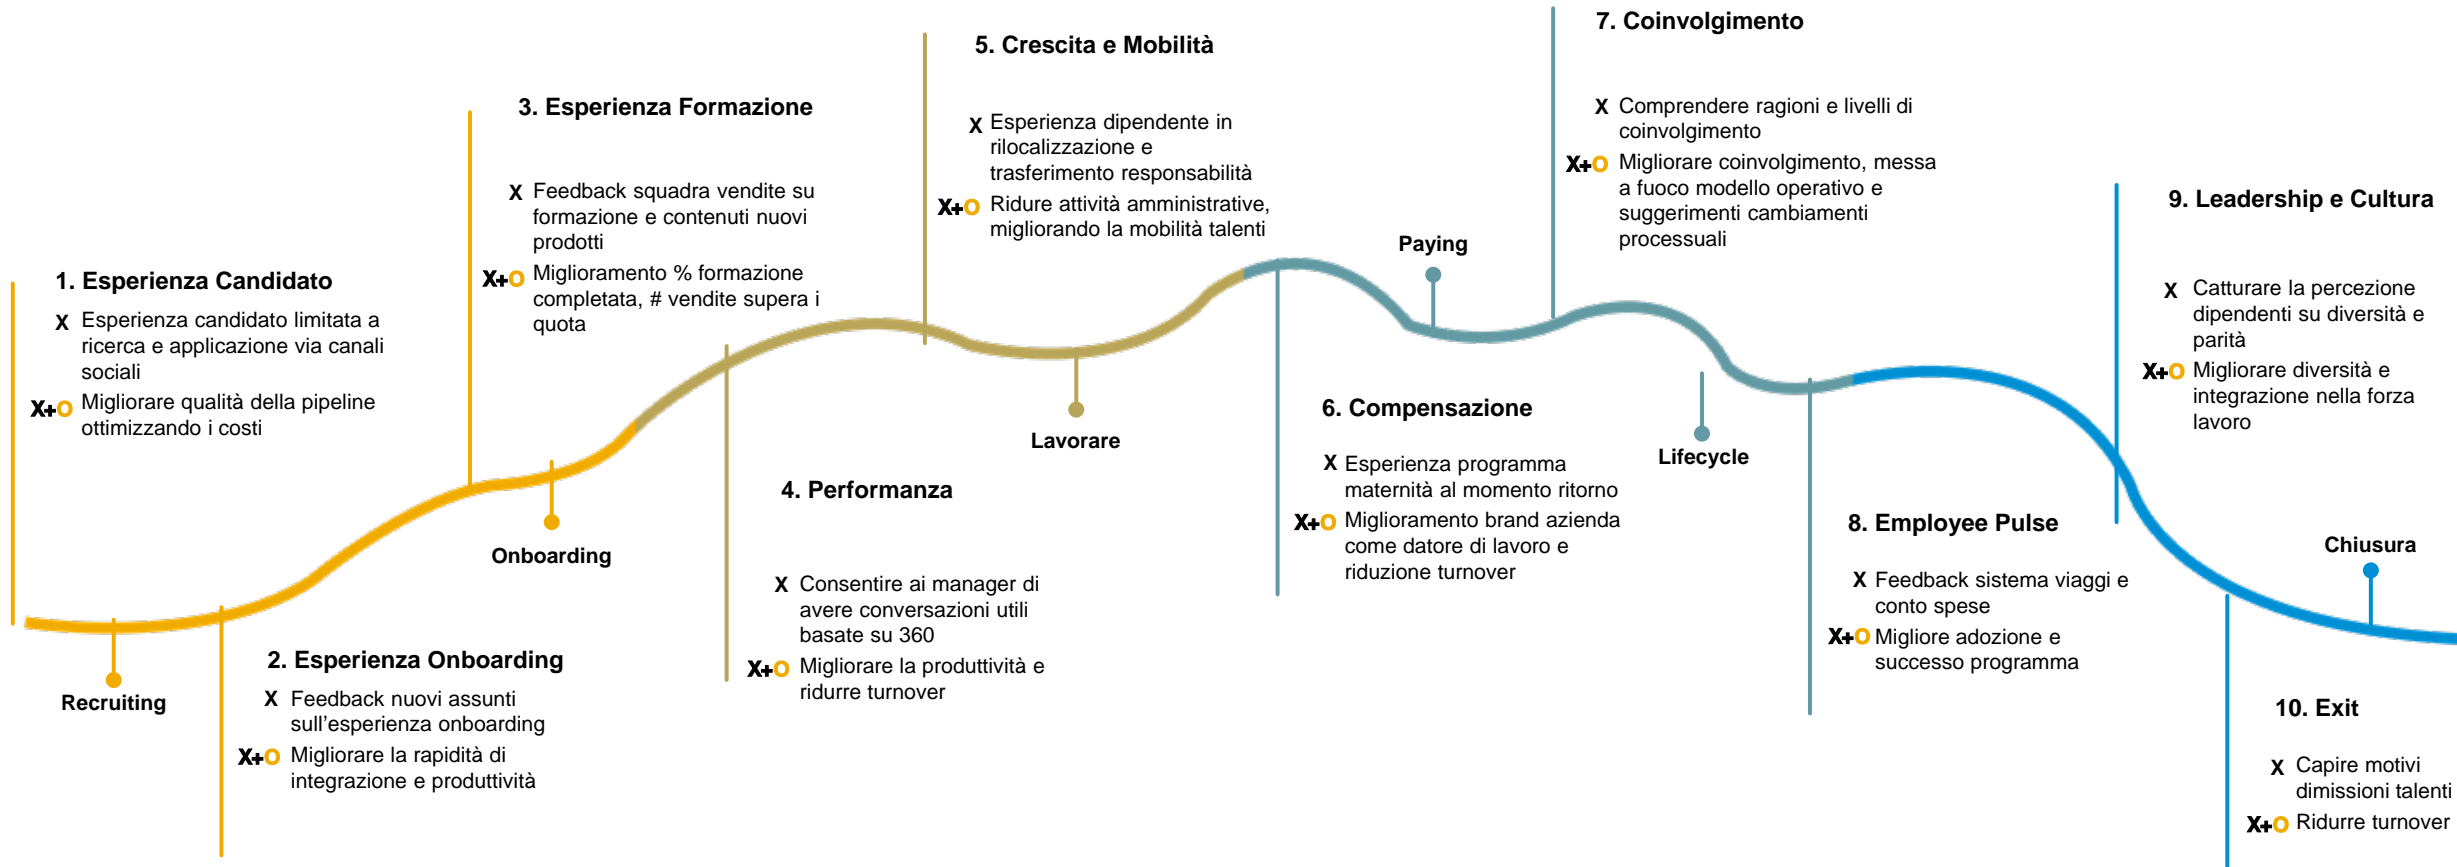 1. Esperienza Candidato
X Esperienza candidato limitata a
ricerca e applicazione via canali
sociali
X+O Migliorare qualità della pipeline
ottimizzando i costi
Recruiting
2. Esperienza Onboarding
X Feedback nuovi assunti
sull'esperienza onboarding
X+O Migliorare la rapidità di
integrazione e produttività
3. Esperienza Formazione
X Feedback squadra vendite su
formazione e contenuti nuovi
prodotti
X+O Miglioramento % formazione
completata, # vendite supera i
quota
Onboarding
4. Performanza
X Consentire ai manager di
avere conversazioni utili
basate su 360
X+O Migliorare la produttività e
ridurre turnover
5. Crescita e Mobilità
X Esperienza dipendente in
rilocalizzazione e
trasferimento responsabilità
X+O Ridure attività amministrative,
migliorando la mobilità talenti
Lavorare
6. Compensazione
X Esperienza programma
maternità al momento ritorno
X+O Miglioramento brand azienda
come datore di lavoro e
riduzione turnover
Paying
7. Coinvolgimento
X Comprendere ragioni e livelli di
coinvolgimento
X+O Migliorare coinvolgimento, messa
a fuoco modello operativo e
suggerimenti cambiamenti
processuali
Lifecycle
8. Employee Pulse
X Feedback sistema viaggi e
conto spese
X+O Migliore adozione e
successo programma
9. Leadership e Cultura
X Catturare la percezione
dipendenti su diversità e
parità
X+O Migliorare diversità e
integrazione nella forza
lavoro
Chiusura
10. Exit
X Capire motivi
dimissioni talenti
X+O Ridurre turnover